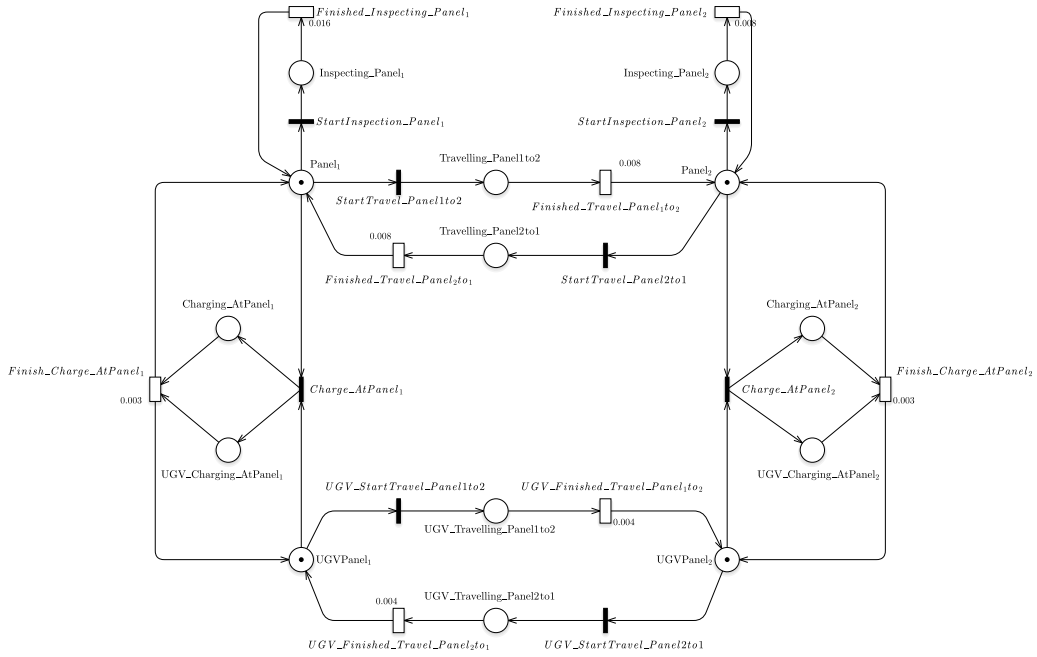 Finished_Inspecting_Panel₁
0.016
Finished_Inspecting_Panel₂
0.008
Inspecting_Panel₁
Inspecting_Panel₂
StartInspection_Panel₁
StartInspection_Panel₂
Panel₁
Travelling_Panel1to2
0.008
Panel₂
StartTravel_Panel1to2
Finished_Travel_Panel₁to₂
0.008
Travelling_Panel2to1
Finished_Travel_Panel₂to₁
StartTravel_Panel2to1
Charging_AtPanel₁
Charging_AtPanel₂
Finish_Charge_AtPanel₁
Finish_Charge_AtPanel₂
Charge_AtPanel₁
Charge_AtPanel₂
0.003
0.003
UGV_Charging_AtPanel₁
UGV_Charging_AtPanel₂
UGV_StartTravel_Panel1to2
UGV_Finished_Travel_Panel₁to₂
0.004
UGV_Travelling_Panel1to2
UGVPanel₁
UGVPanel₂
0.004
UGV_Travelling_Panel2to1
UGV_Finished_Travel_Panel₂to₁
UGV_StartTravel_Panel2to1